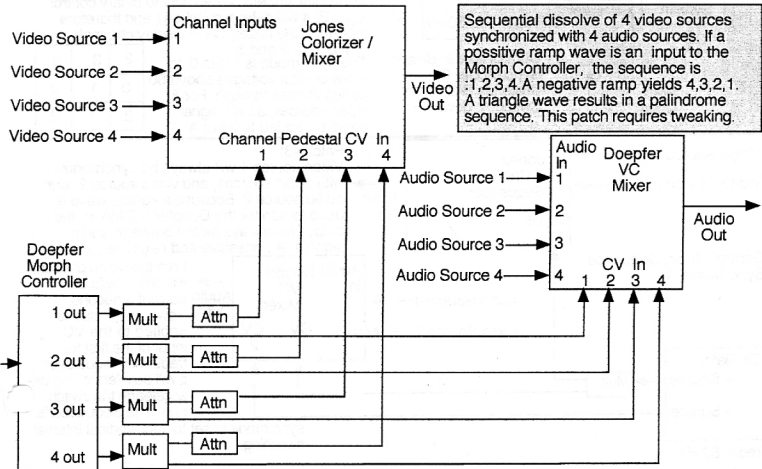 Channel Inputs
Jones
Colorizer /
Mixer
Video Source 1
1
Video Source 2
2
Video Source 3
3
Video Source 4
4
Video
Out
Channel Pedestal CV In
1 2 3 4
Sequential dissolve of 4 video sources
synchronized with 4 audio sources. If a
possitive ramp wave is an input to the
Morph Controller, the sequence is
:1,2,3,4.A negative ramp yields 4,3,2,1.
A triangle wave results in a palindrome
sequence. This patch requires tweaking.
Audio
In
Doepfer
VC
Mixer
Audio Source 1
1
Audio Source 2
2
Audio Source 3
3
Audio Source 4
4
Audio
Out
CV In
1 2 3 4
Doepfer
Morph
Controller
1 out
Mult
Attn
2 out
Mult
Attn
3 out
Mult
Attn
4 out
Mult
Attn